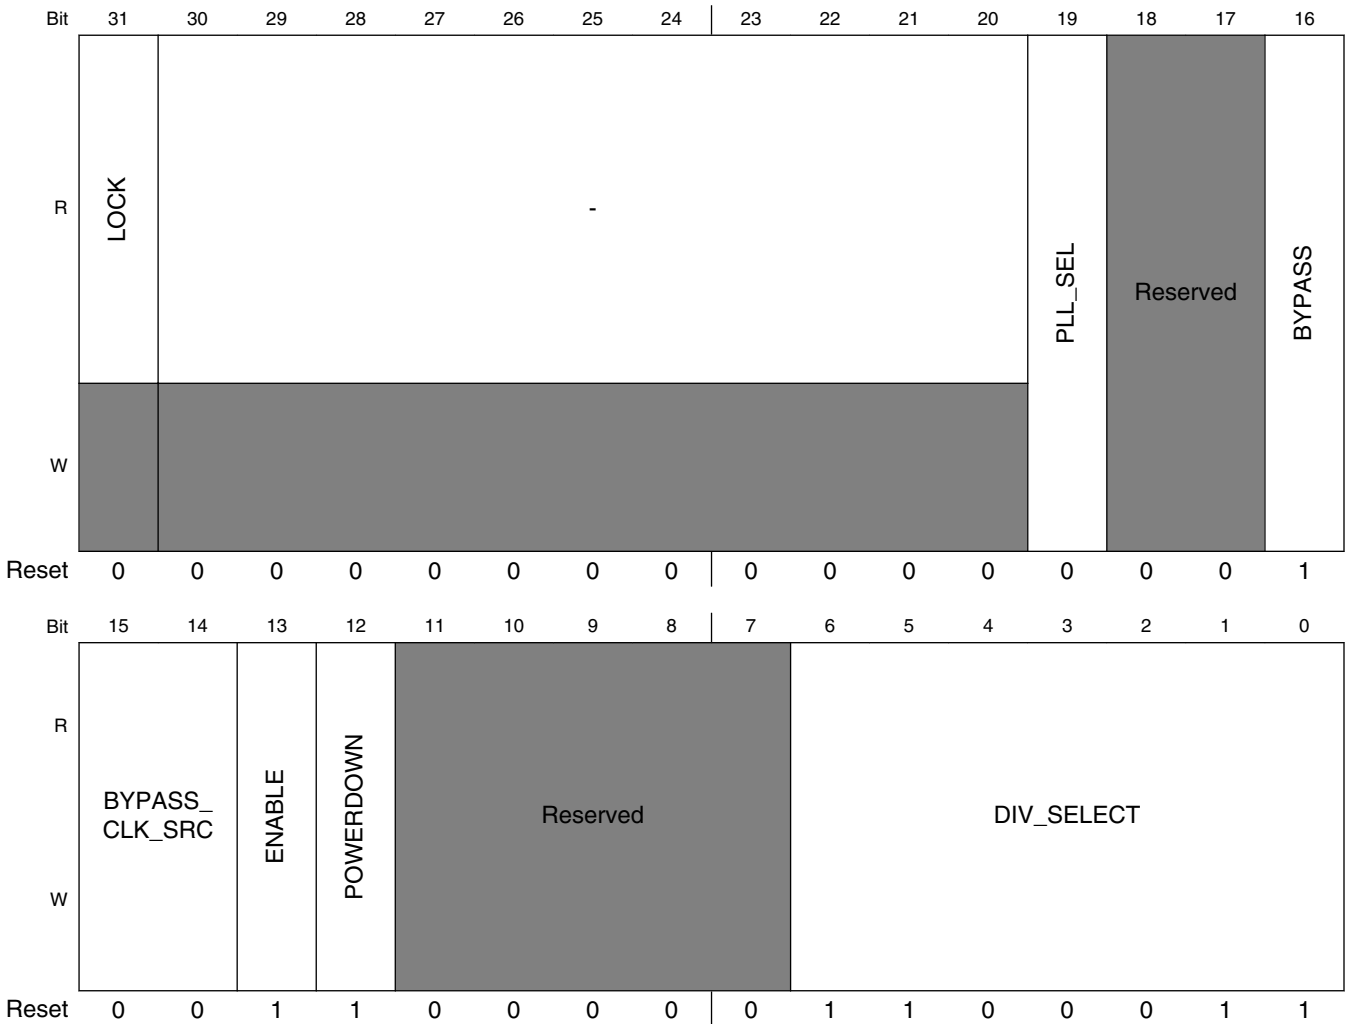 Bit 31 30 29 28 27 26 25 24 23 22 21 20 19 18 17 16
R LOCK - PLL_SEL Reserved BYPASS
W
Reset 0 0 0 0 0 0 0 0 0 0 0 0 0 0 0 1
Bit 15 14 13 12 11 10 9 8 7 6 5 4 3 2 1 0
R
BYPASS_
CLK_SRC ENABLE POWERDOWN Reserved DIV_SELECT
W
Reset 0 0 1 1 0 0 0 0 0 1 1 0 0 0 1 1